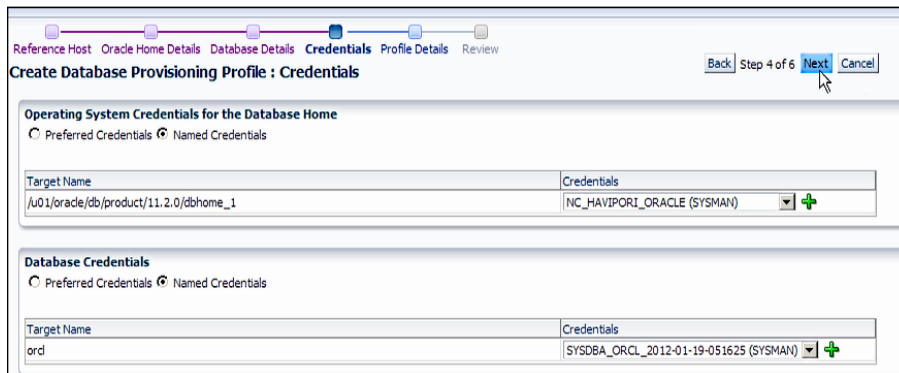 Reference Host Oracle Home Details Database Details Credentials Profile Details Review
Create Database Provisioning Profile : Credentials
Back Step 4 of 6 Next Cancel
Operating System Credentials for the Database Home
Preferred Credentials Named Credentials
Target Name Credentials
/u01/oracle/db/product/11.2.0/dbhome_1 NC_HAVIPORI_ORACLE (SYSMAN)
Database Credentials
Preferred Credentials Named Credentials
Target Name Credentials
orcl SYSDBA_ORCL_2012-01-19-051625 (SYSMAN)